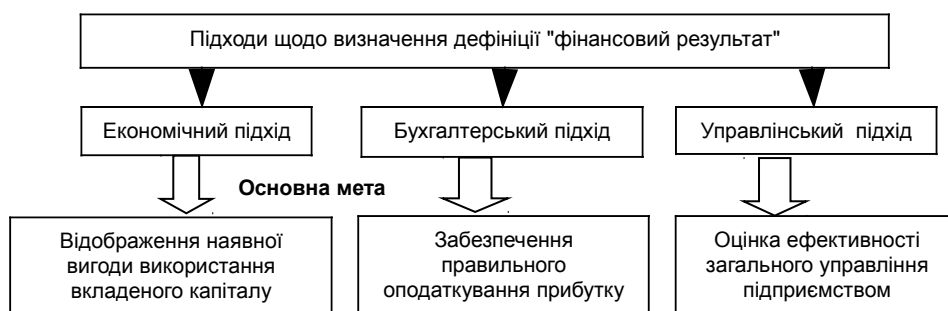 Підходи щодо визначення дефініції "фінансовий результат"
Економічний підхід
Бухгалтерський підхід
Управлінський підхід
Основна мета
Відображення наявної
вигоди використання
вкладеного капіталу
Забезпечення
правильного
оподаткування прибутку
Оцінка ефективності
загального управління
підприємством